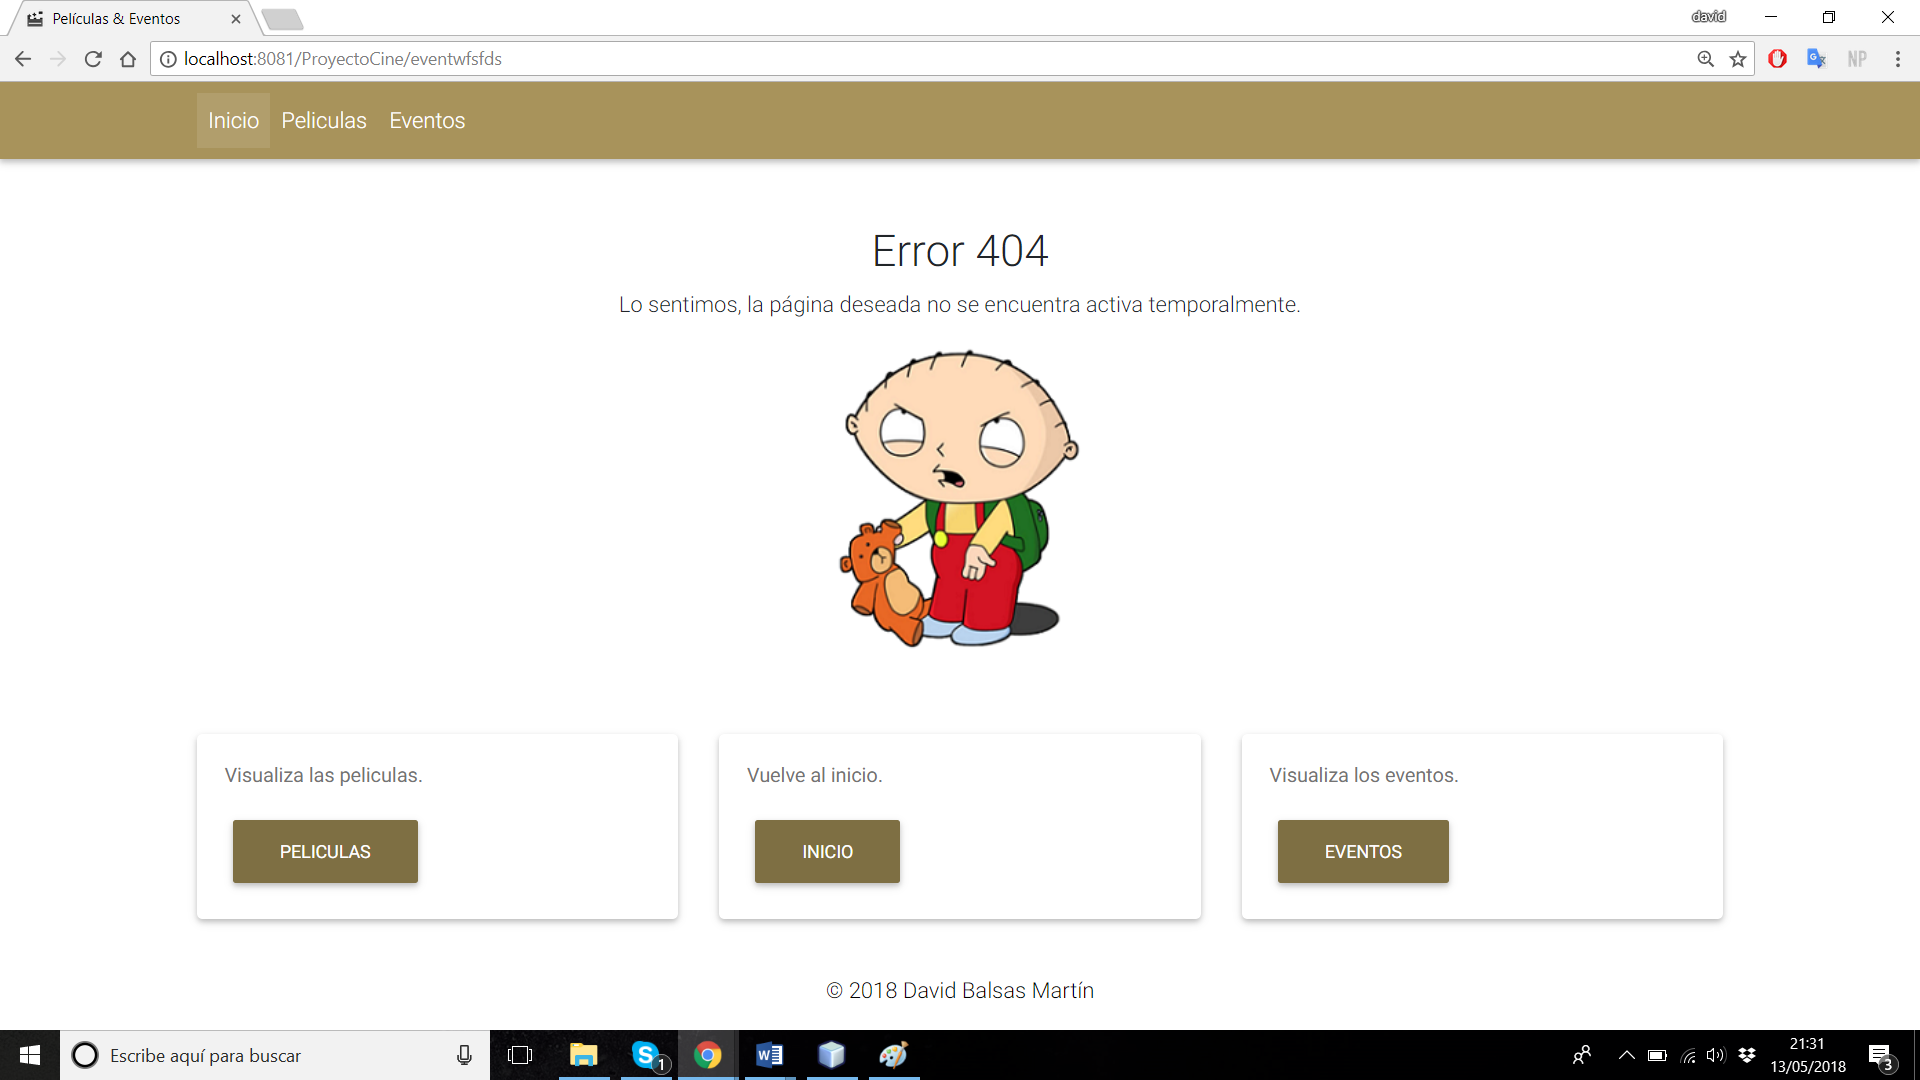 Películas & Eventos
david
localhost:8081/ProyectoCine/eventwfsfds
NP
Inicio Peliculas Eventos
Error 404
Lo sentimos, la página deseada no se encuentra activa temporalmente.
Visualiza las peliculas.
PELICULAS
Vuelve al inicio.
INICIO
Visualiza los eventos.
EVENTOS
© 2018 David Balsas Martín
Escribe aquí para buscar
1
21:31
13/05/2018
3